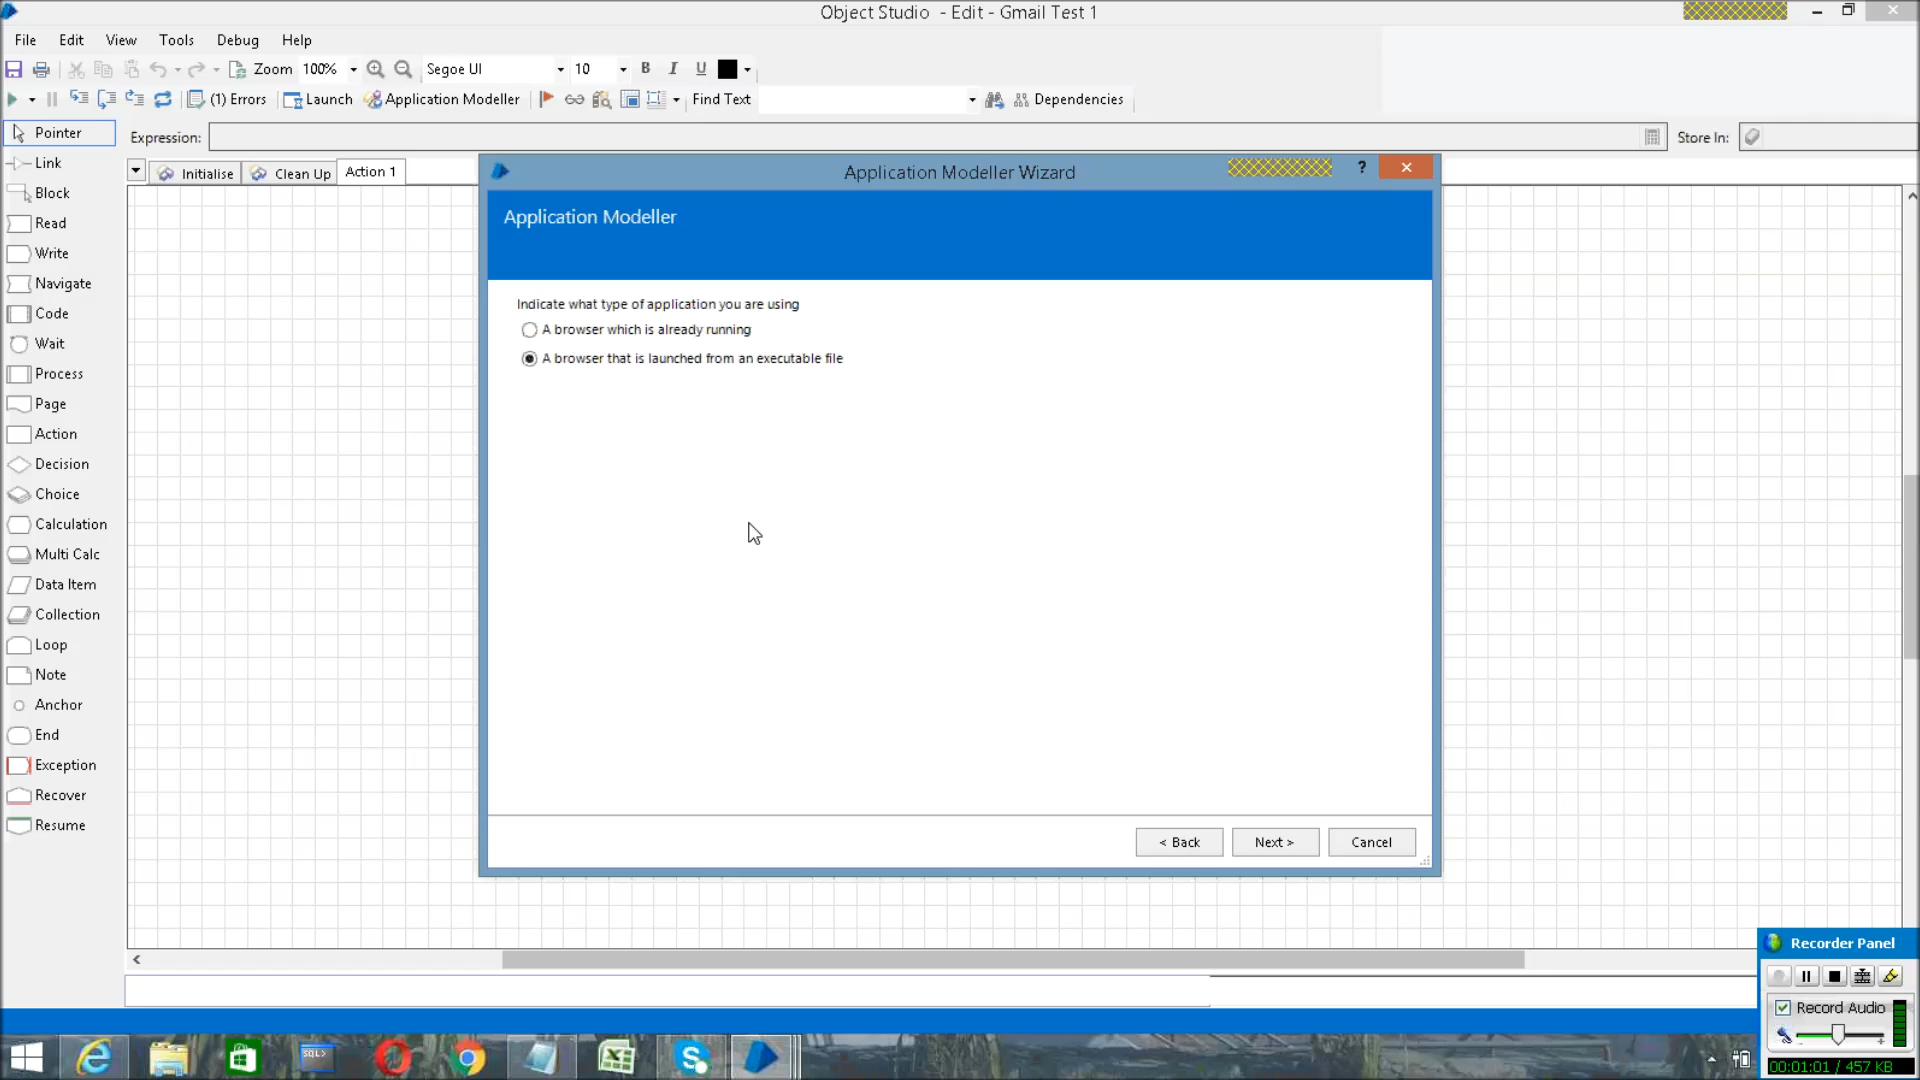 Object Studio - Edit - Gmail Test 1
File Edit View Tools Debug Help
Zoom 100% Segoe UI 10 B I U
(1) Errors Launch Application Modeller Find Text Dependencies
Pointer
Expression:
Store In:
Link
Initialise
Clean Up
Action 1
Application Modeller Wizard
?
Block
Read
Write
Navigate
Code
Wait
Process
Page
Action
Decision
Choice
Calculation
Multi Calc
Data Item
Collection
Loop
Note
Anchor
End
Exception
Recover
Resume
Application Modeller
Indicate what type of application you are using
A browser which is already running
A browser that is launched from an executable file
< Back
Next >
Cancel
Recorder Panel
Record Audio
00:01:01 / 457 KB
SQL>